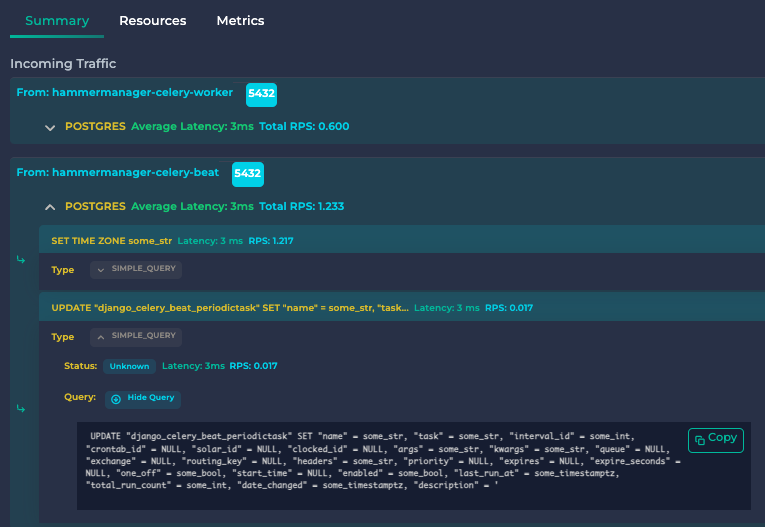 Summary Resources Metrics
Incoming Traffic
From: hammermanager-celery-worker 5432
POSTGRES Average Latency: 3ms Total RPS: 0.600
From: hammermanager-celery-beat 5432
POSTGRES Average Latency: 3ms Total RPS: 1.233
SET TIME ZONE some_str Latency: 3 ms RPS: 1.217
Type SIMPLE_QUERY
UPDATE "django_celery_beat_periodictask" SET "name" = some_str, "task... Latency: 3 ms RPS: 0.017
Type SIMPLE_QUERY
Status: Unknown Latency: 3ms RPS: 0.017
Query: Hide Query
Copy
UPDATE "django_celery_beat_periodictask" SET "name" = some_str, "task" = some_str, "interval_id" = some_int,
"crontab_id" = NULL, "solar_id" = NULL, "clocked_id" = NULL, "args" = some_str, "kwargs" = some_str, "queue" = NULL,
"exchange" = NULL, "routing_key" = NULL, "headers" = some_str, "priority" = NULL, "expires" = NULL, "expire_seconds" =
NULL, "one_off" = some_bool, "start_time" = NULL, "enabled" = some_bool, "last_run_at" = some_timestamptz,
"total_run_count" = some_int, "date_changed" = some_timestamptz, "description" = '